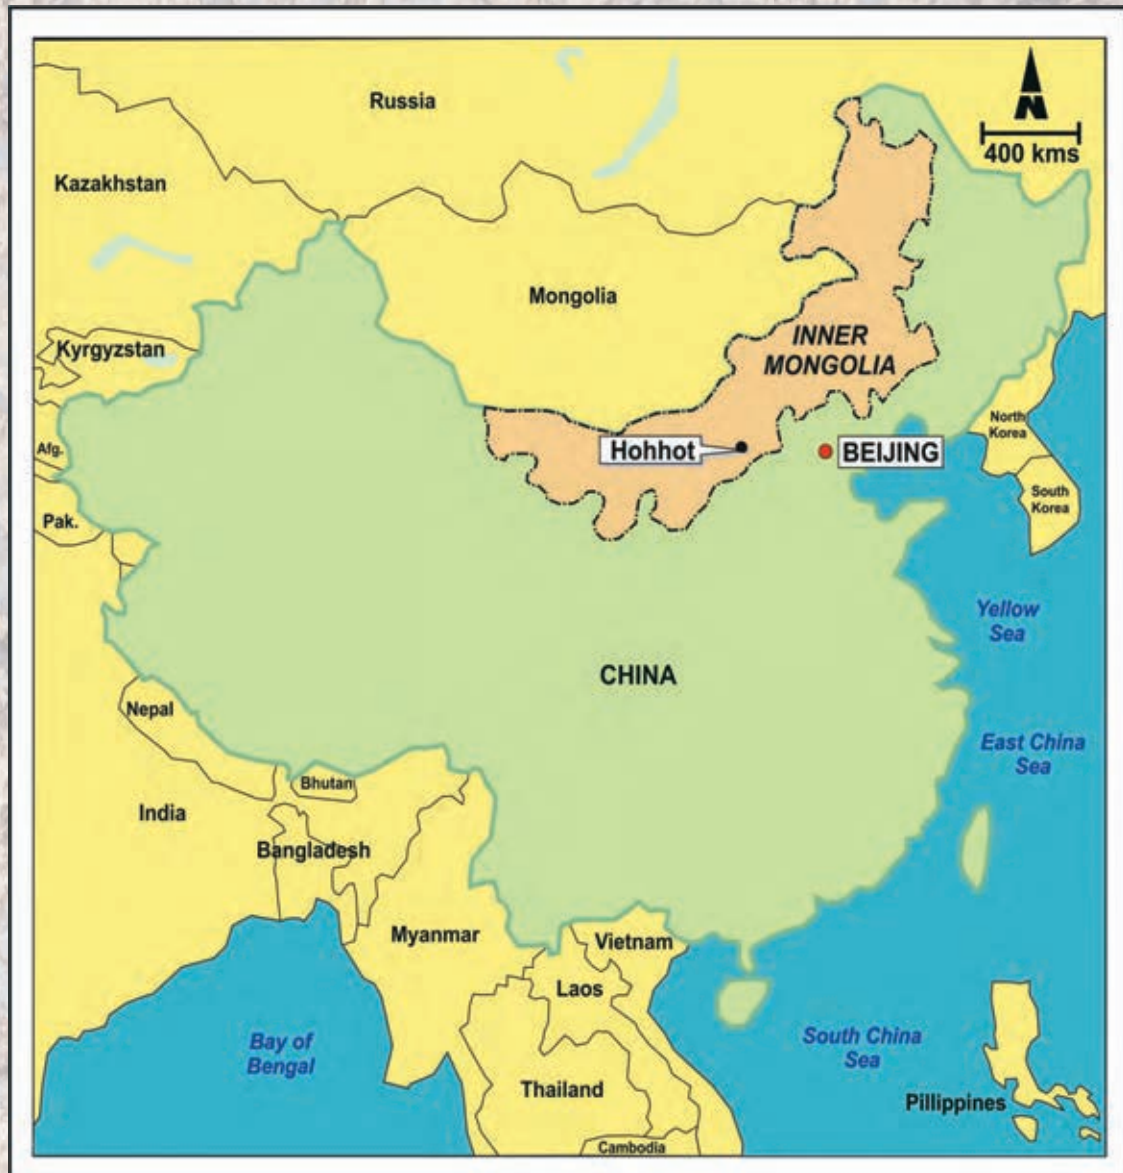 Russia
N
400 kms
Kazakhstan
Mongolia
INNER
MONGOLIA
Kyrgyzstan
North
Korea
Hohhot
BEIJING
Afg.
South
Korea
Pak.
Yellow
Sea
CHINA
Nepal
East China
Sea
Bhutan
India
Bangladesh
Myanmar
Vietnam
Laos
Bay of
Bengal
South China
Sea
Thailand
Pillippines
Cambodia